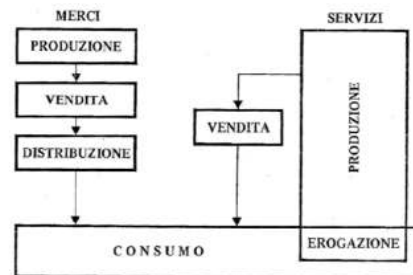 MERCI
SERVIZI
PRODUZIONE
VENDITA
VENDITA
DISTRIBUZIONE
PRODUZIONE
CONSUMO
EROGAZIONE